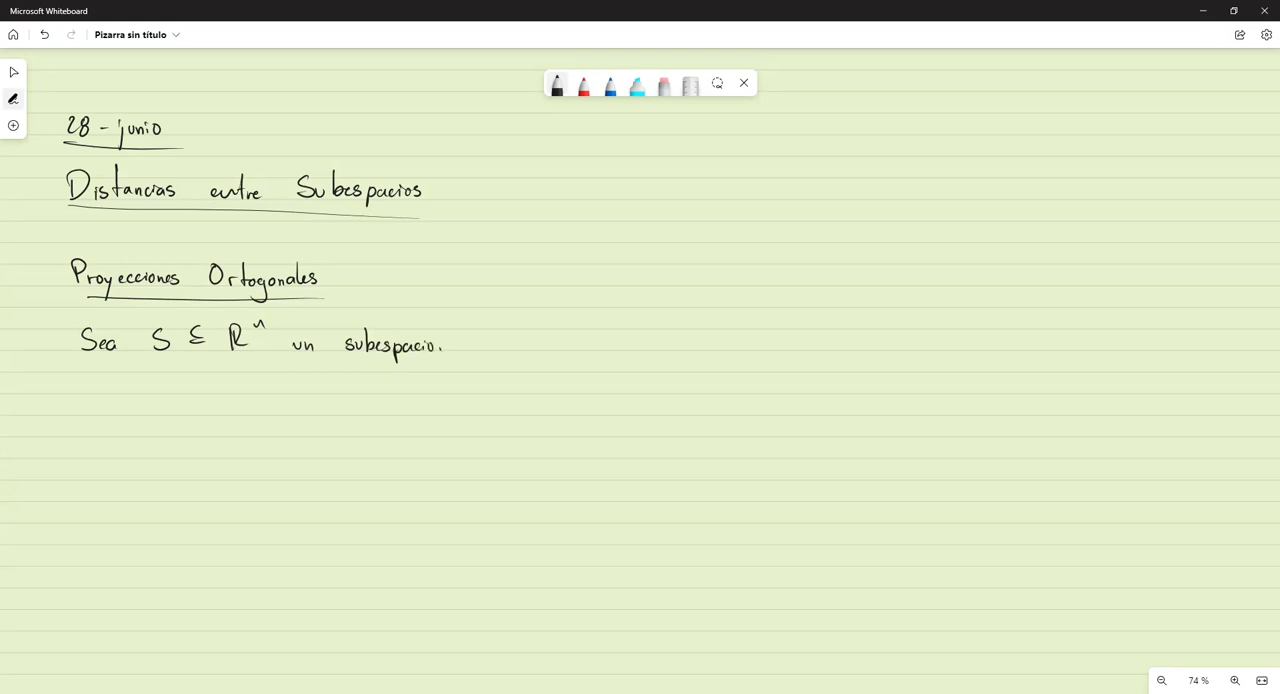 Microsoft Whiteboard
Pizarra sin título
28 - junio
Distancias entre Subespacios
Proyecciones Ortogonales
Sea S ≤ ℝⁿ un subespacio.
74 %